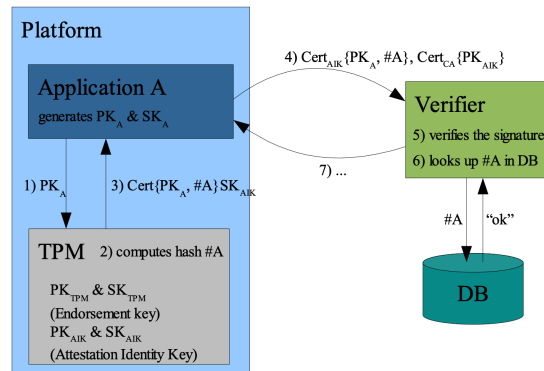 Platform
Application A
generates PK_A & SK_A
1) PK_A
3) Cert{PK_A, #A}SK_AIK
TPM
2) computes hash #A
PK_TPM & SK_TPM
(Endorsement key)
PK_AIK & SK_AIK
(Attestation Identity Key)
4) Cert_AIK{PK_A, #A}, Cert_CA{PK_AIK}
7) ...
Verifier
5) verifies the signature
6) looks up #A in DB
#A
“ok”
DB